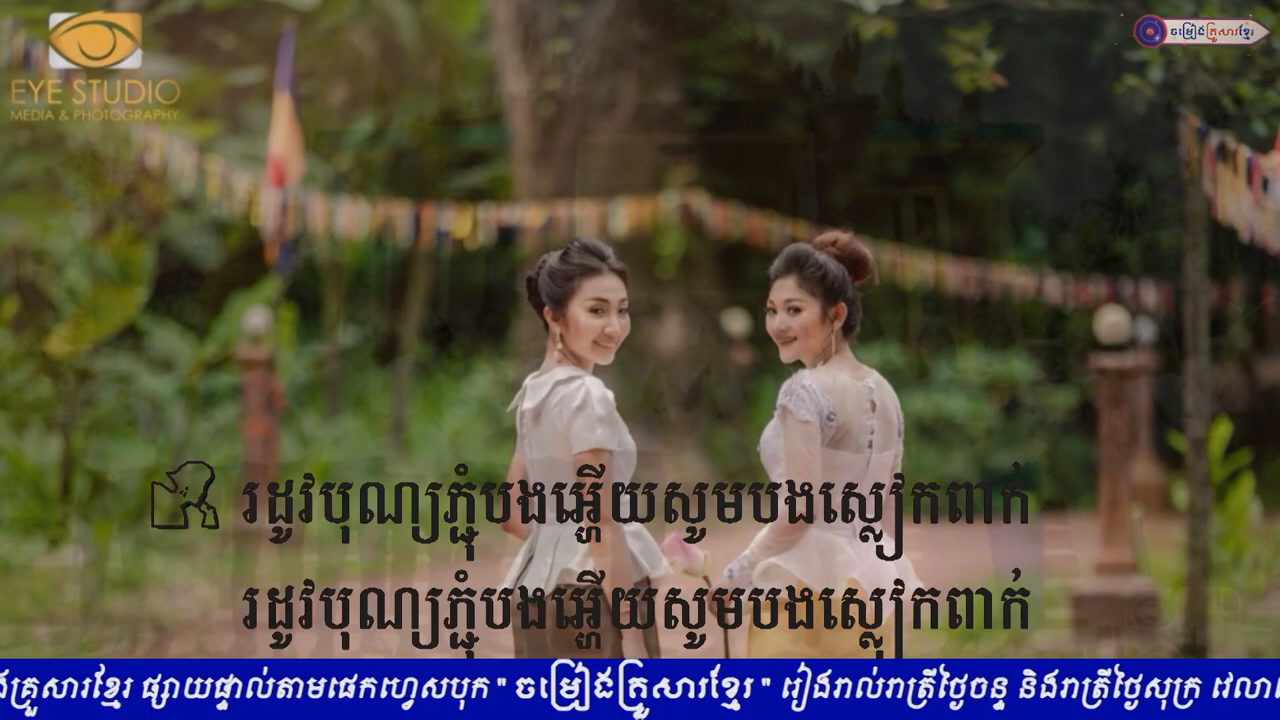 EYE STUDIO
MEDIA & PHOTOGRAPHY
ចម្រៀងគ្រួសារខ្មែរ
រដូវបុណ្យភ្ជុំបងអ្ហើយសូមបងស្លៀកពាក់
រដូវបុណ្យភ្ជុំបងអ្ហើយសូមបងស្លៀកពាក់
គ្រួសារខ្មែរ ផ្សាយផ្ទាល់តាមផេកហ្វេសបុក " ចម្រៀងគ្រួសារខ្មែរ " រៀងរាល់រាត្រីថ្ងៃចន្ទ និងរាត្រីថ្ងៃសុក្រ